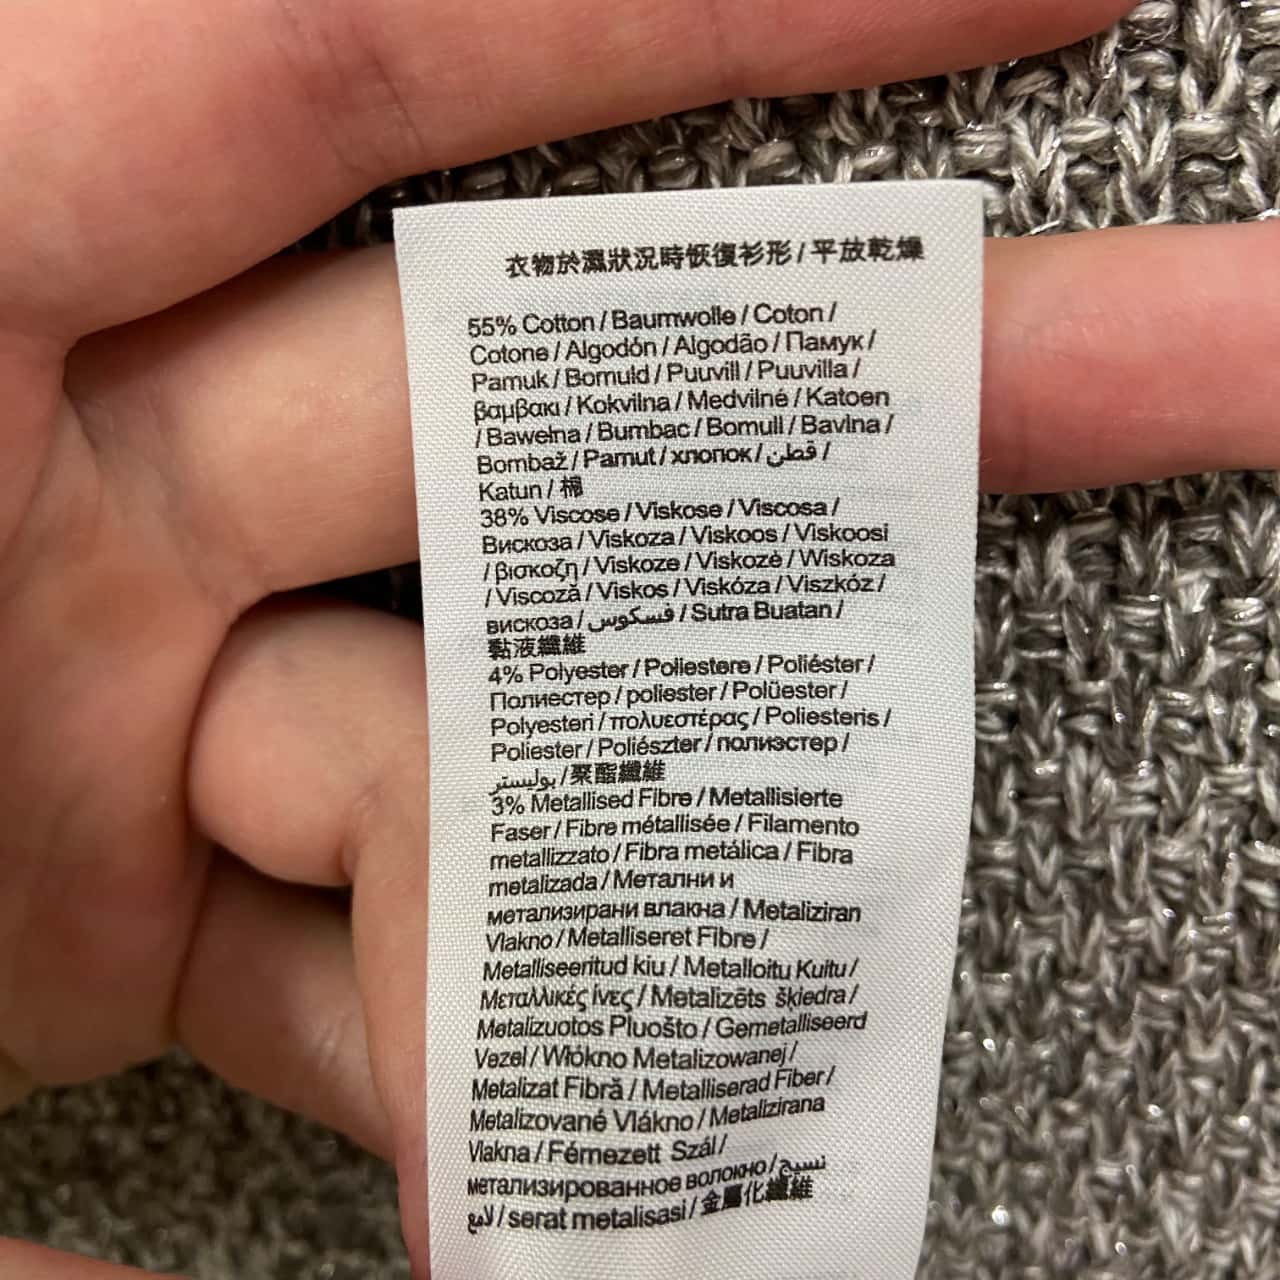 衣物於濕狀況時恢復衫形 / 平放乾燥
55% Cotton / Baumwolle / Coton /
Cotone / Algodón / Algodão / Памук /
Pamuk / Bomuld / Puuvill / Puuvilla /
βαμβακι / Kokvilna / Medvilnė / Katoen
/ Bawełna / Bumbac / Bomull / Bavlna /
Bombaž / Pamut / хлопок / قطن /
Katun / 棉
38% Viscose / Viskose / Viscosa /
Вискоза / Viskoza / Viskoos / Viskoosi
/ βισκοζη / Viskoze / Viskozė / Wiskoza
/ Viscoză / Viskos / Viskóza / Viszkóz /
вискоза / فسكوس / Sutra Buatan /
黏液纖維
4% Polyester / Poliestere / Poliéster /
Полиестер / poliester / Polüester /
Polyesteri / πολυεστέρας / Poliesteris /
Poliester / Poliészter / полиэстер /
بوليستر / 聚酯纖維
3% Metallised Fibre / Metallisierte
Faser / Fibre métallisée / Filamento
metallizzato / Fibra metálica / Fibra
metalizada / Метални и
метализирани влакна / Metaliziran
Vlakno / Metalliseret Fibre /
Metalliseeritud kiu / Metalloitu Kuitu /
Μεταλλικές ίνες / Metalizēts šķiedra /
Metalizuotos Pluošto / Gemetalliseerd
Vezel / Włókno Metalizowanej /
Metalizat Fibră / Metalliserad Fiber /
Metalizované Vlákno / Metalizirana
Vlakna / Fémezett Szál /
метализированное волокно / نسيج
لامع / serat metalisasi / 金屬化纖維